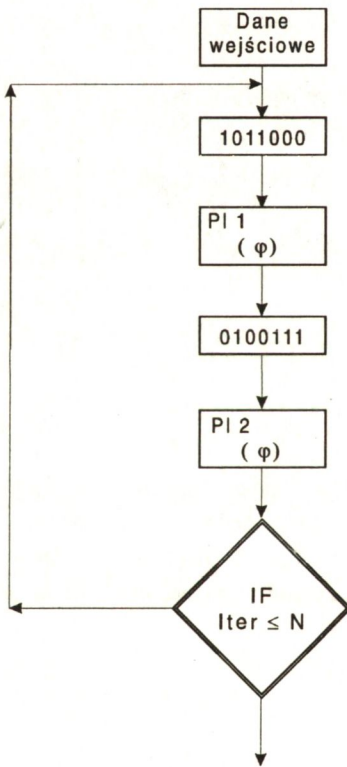 Dane
wejściowe
1011000
PI 1
( φ)
0100111
PI 2
( φ)
IF
Iter ≤ N